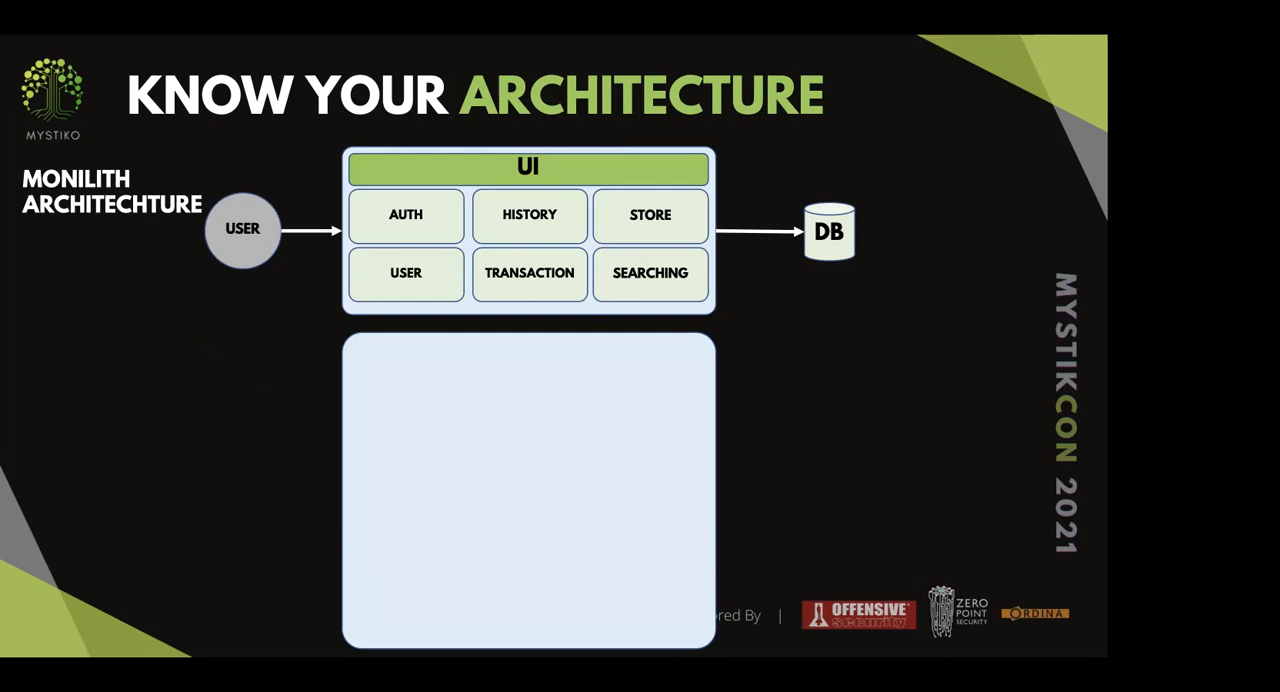 KNOW YOUR ARCHITECTURE
MYSTIKO
MONILITH
ARCHITECHTURE
USER
UI
AUTH
HISTORY
STORE
USER
TRANSACTION
SEARCHING
DB
MYSTIKCON 2021
red By |
OFFENSIVE
security
ZERO
POINT
SECURITY
ORDINA